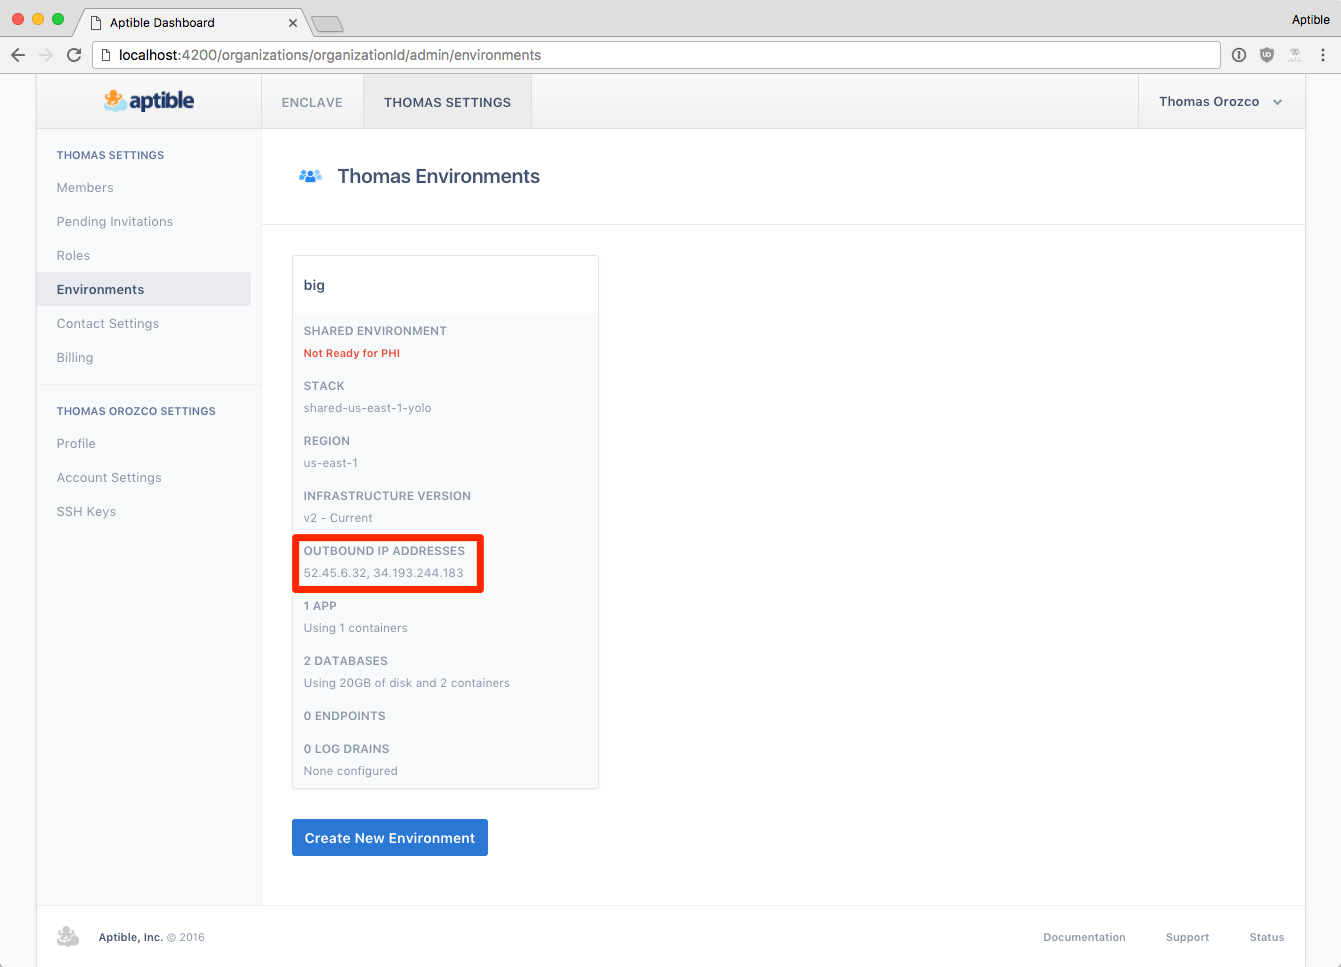 Aptible Dashboard
Aptible
localhost:4200/organizations/organizationId/admin/environments
aptible
ENCLAVE
THOMAS SETTINGS
Thomas Orozco
THOMAS SETTINGS
Members
Pending Invitations
Roles
Environments
Contact Settings
Billing
THOMAS OROZCO SETTINGS
Profile
Account Settings
SSH Keys
Thomas Environments
big
SHARED ENVIRONMENT
Not Ready for PHI
STACK
shared-us-east-1-yolo
REGION
us-east-1
INFRASTRUCTURE VERSION
v2 - Current
OUTBOUND IP ADDRESSES
52.45.6.32, 34.193.244.183
1 APP
Using 1 containers
2 DATABASES
Using 20GB of disk and 2 containers
0 ENDPOINTS
0 LOG DRAINS
None configured
Create New Environment
Aptible, Inc. © 2016
Documentation
Support
Status